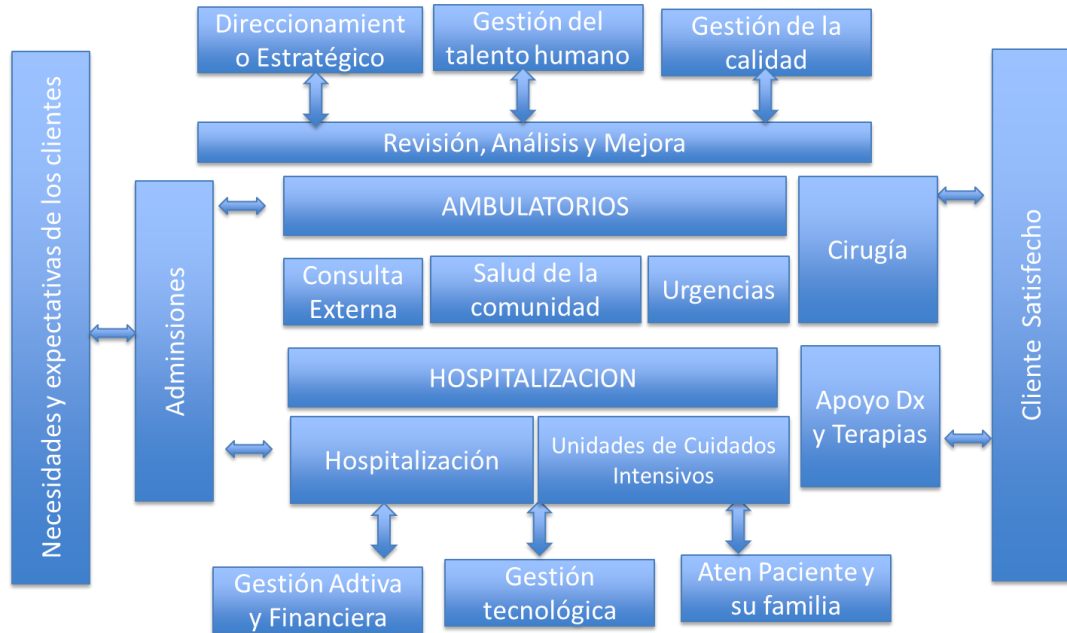 Direccionamient
o Estratégico
Gestión del
talento humano
Gestión de la
calidad
Revisión, Análisis y Mejora
Necesidades y expectativas de los clientes
Adminsiones
AMBULATORIOS
Consulta
Externa
Salud de la
comunidad
Urgencias
Cirugía
HOSPITALIZACION
Hospitalización
Unidades de Cuidados
Intensivos
Apoyo Dx
y Terapias
Cliente Satisfecho
Gestión Adtiva
y Financiera
Gestión
tecnológica
Aten Paciente y
su familia